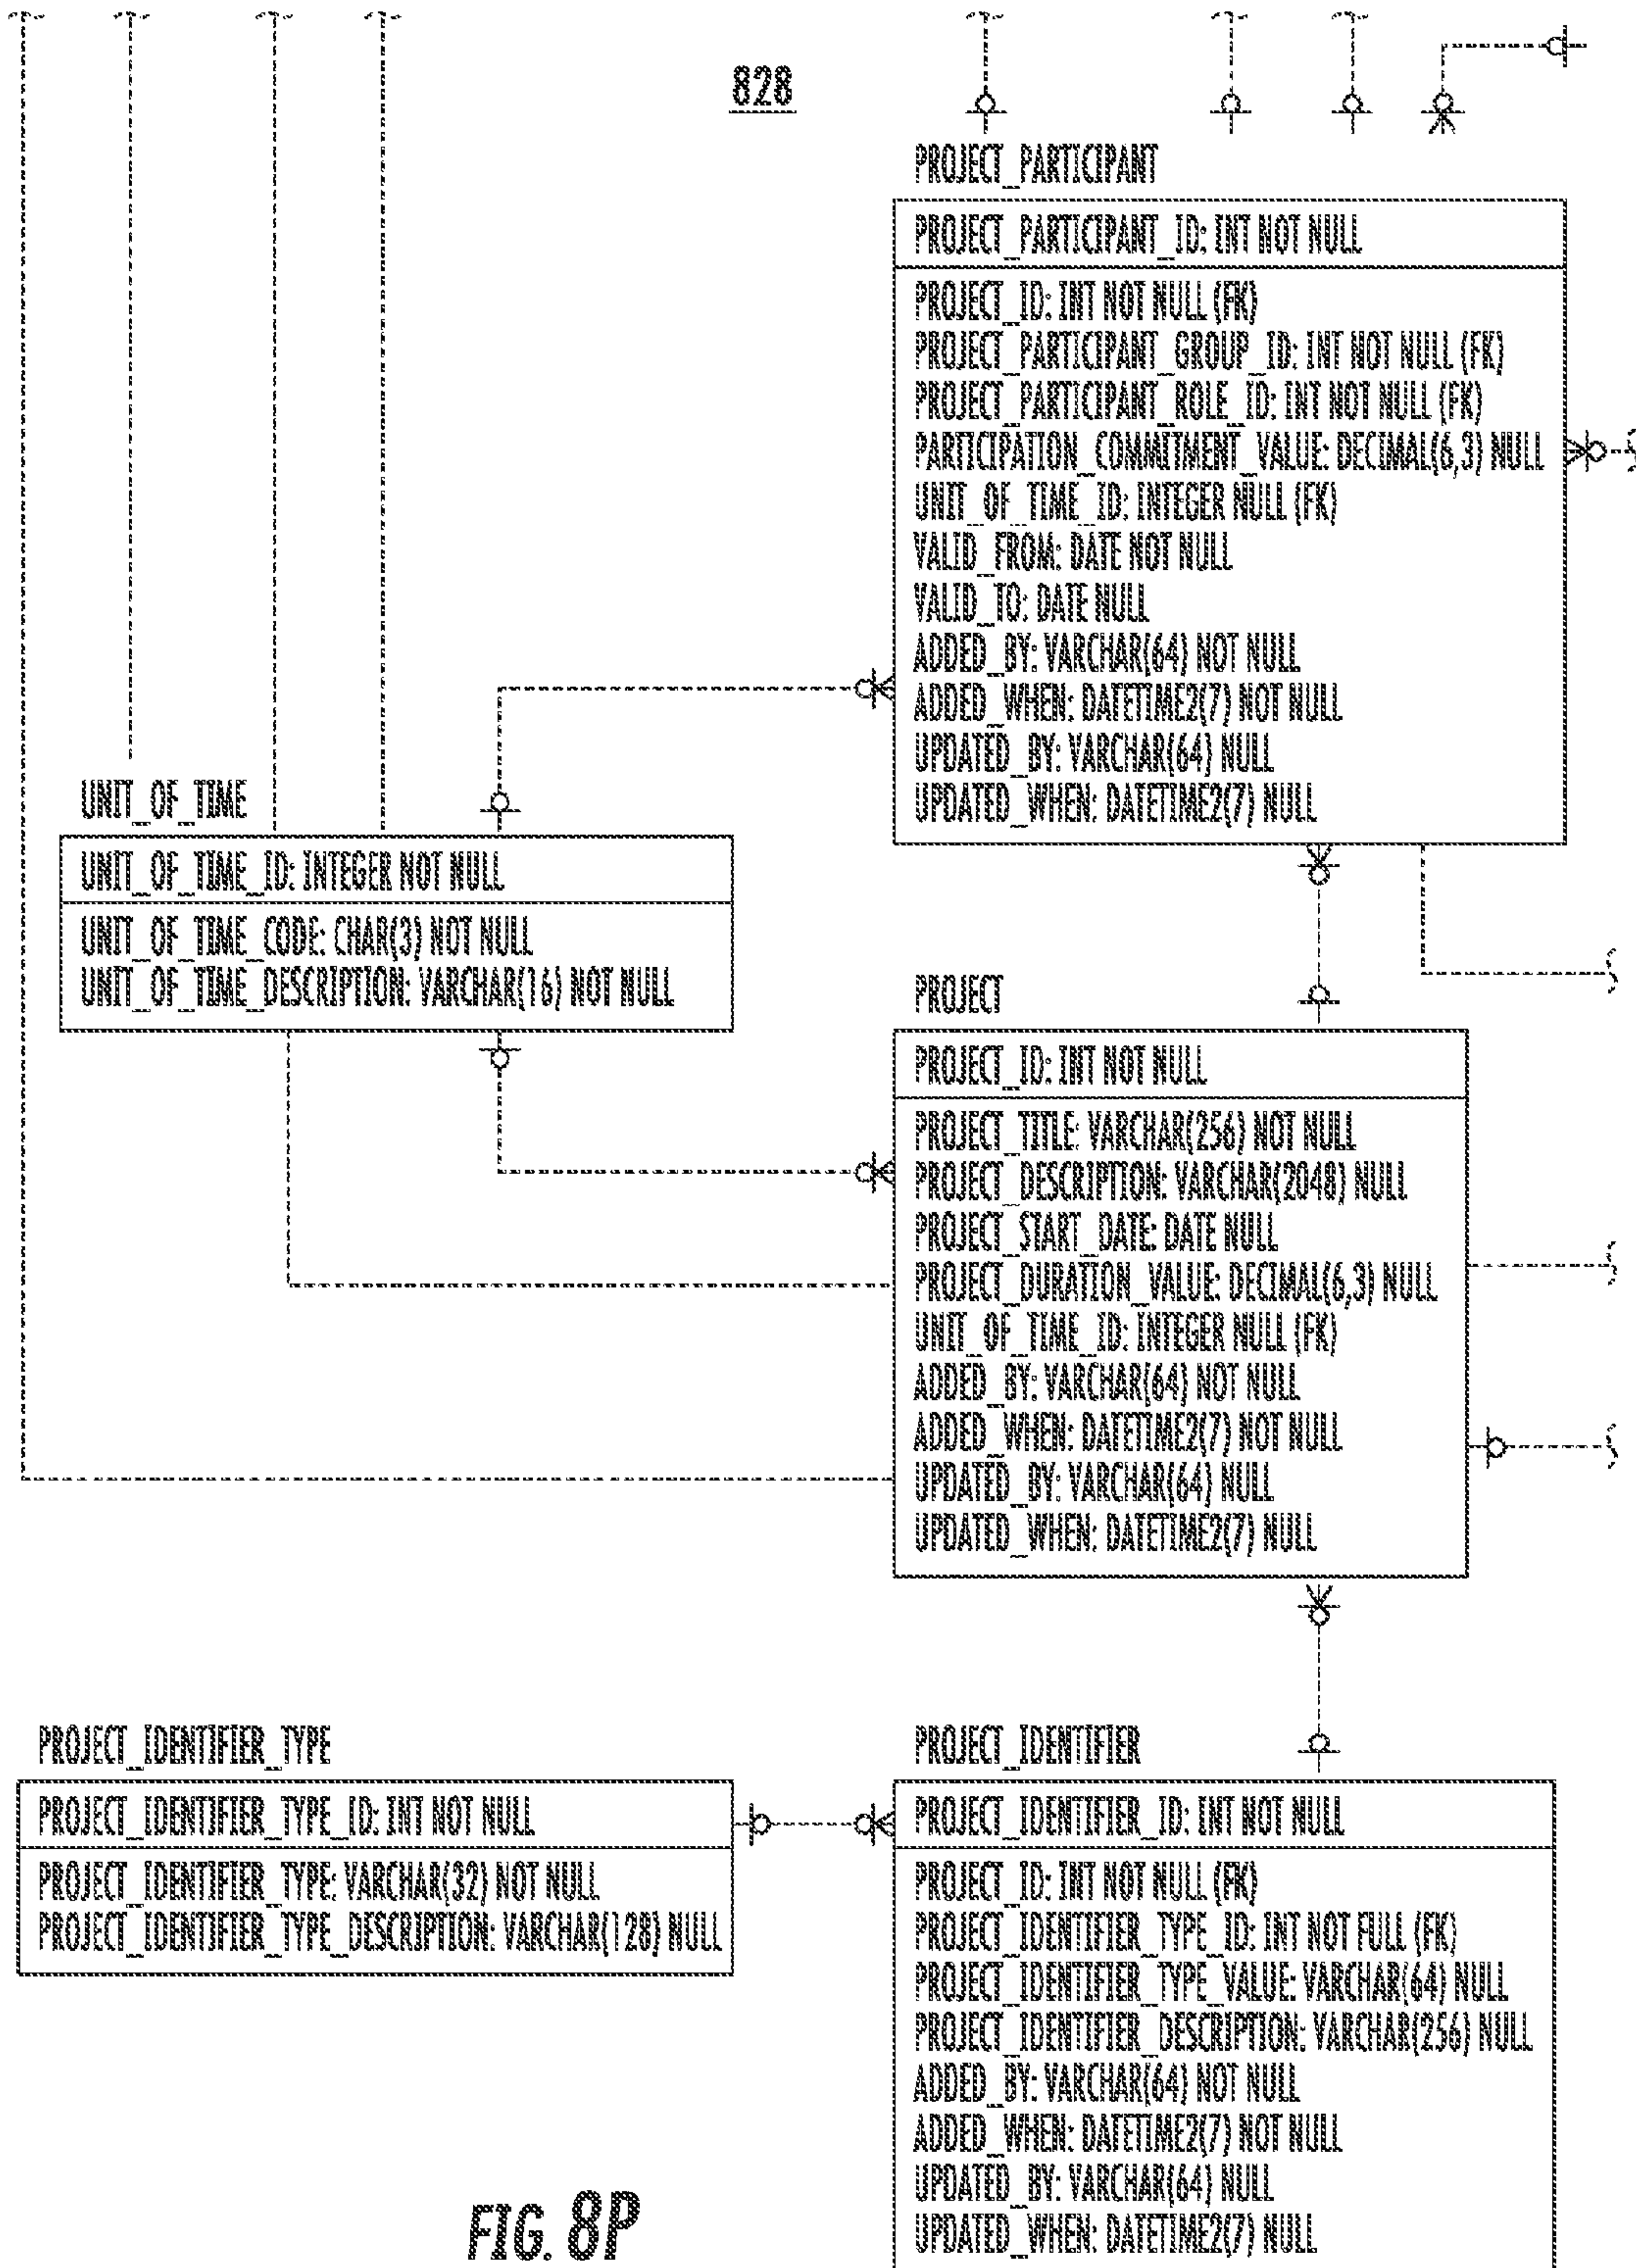 828
PROJECT_PARTICIPANT
PROJECT_PARTICIPANT_ID: INT NOT NULL
PROJECT_ID: INT NOT NULL (FK)
PROJECT_PARTICIPANT_GROUP_ID: INT NOT NULL (FK)
PROJECT_PARTICIPANT_ROLE_ID: INT NOT NULL (FK)
PARTICIPATION_COMMITMENT_VALUE: DECIMAL(6,3) NULL
UNIT_OF_TIME_ID: INTEGER NULL (FK)
VALID_FROM: DATE NOT NULL
VALID_TO: DATE NULL
ADDED_BY: VARCHAR(64) NOT NULL
ADDED_WHEN: DATETIME2(7) NOT NULL
UPDATED_BY: VARCHAR(64) NULL
UPDATED_WHEN: DATETIME2(7) NULL
UNIT_OF_TIME
UNIT_OF_TIME_ID: INTEGER NOT NULL
UNIT_OF_TIME_CODE: CHAR(3) NOT NULL
UNIT_OF_TIME_DESCRIPTION: VARCHAR(16) NOT NULL
PROJECT
PROJECT_ID: INT NOT NULL
PROJECT_TITLE: VARCHAR(256) NOT NULL
PROJECT_DESCRIPTION: VARCHAR(2048) NULL
PROJECT_START_DATE: DATE NULL
PROJECT_DURATION_VALUE: DECIMAL(6,3) NULL
UNIT_OF_TIME_ID: INTEGER NULL (FK)
ADDED_BY: VARCHAR(64) NOT NULL
ADDED_WHEN: DATETIME2(7) NOT NULL
UPDATED_BY: VARCHAR(64) NULL
UPDATED_WHEN: DATETIME2(7) NULL
PROJECT_IDENTIFIER_TYPE
PROJECT_IDENTIFIER_TYPE_ID: INT NOT NULL
PROJECT_IDENTIFIER_TYPE: VARCHAR(32) NOT NULL
PROJECT_IDENTIFIER_TYPE_DESCRIPTION: VARCHAR(128) NULL
PROJECT_IDENTIFIER
PROJECT_IDENTIFIER_ID: INT NOT NULL
PROJECT_ID: INT NOT NULL (FK)
PROJECT_IDENTIFIER_TYPE_ID: INT NOT FULL (FK)
PROJECT_IDENTIFIER_TYPE_VALUE: VARCHAR(64) NULL
PROJECT_IDENTIFIER_DESCRIPTION: VARCHAR(256) NULL
ADDED_BY: VARCHAR(64) NOT NULL
ADDED_WHEN: DATETIME2(7) NOT NULL
UPDATED_BY: VARCHAR(64) NULL
UPDATED_WHEN: DATETIME2(7) NULL
FIG. 8P